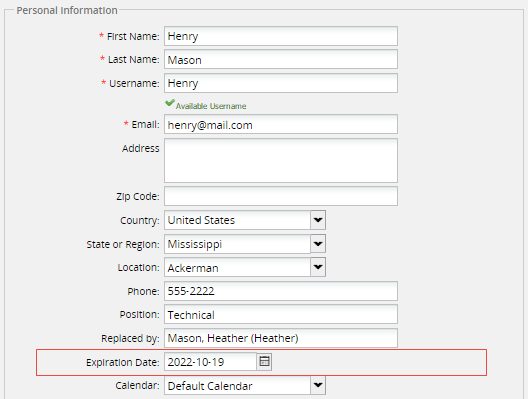 Personal Information
* First Name: Henry
* Last Name: Mason
* Username: Henry
Available Username
* Email: henry@mail.com
Address
Zip Code:
Country: United States
State or Region: Mississippi
Location: Ackerman
Phone: 555-2222
Position: Technical
Replaced by: Mason, Heather (Heather)
Expiration Date: 2022-10-19
Calendar: Default Calendar